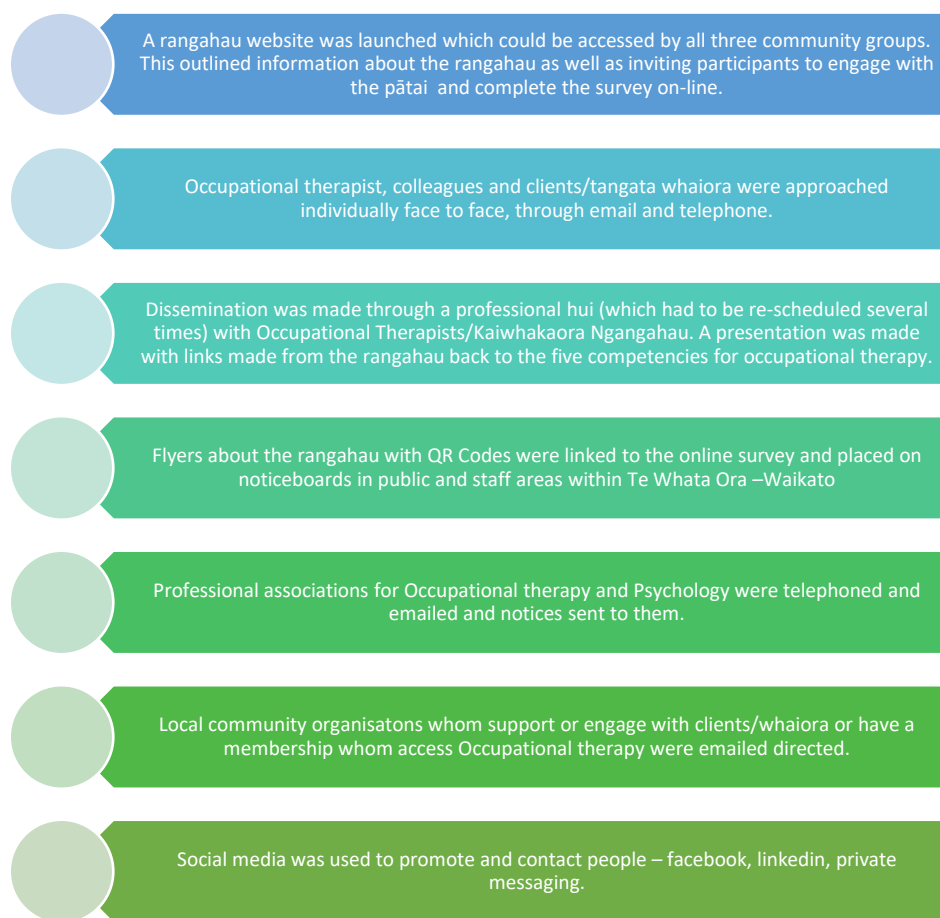 A rangahau website was launched which could be accessed by all three community groups.
This outlined information about the rangahau as well as inviting participants to engage with
the pātai  and complete the survey on-line.
Occupational therapist, colleagues and clients/tangata whaiora were approached
individually face to face, through email and telephone.
Dissemination was made through a professional hui (which had to be re-scheduled several
times) with Occupational Therapists/Kaiwhakaora Ngangahau. A presentation was made
with links made from the rangahau back to the five competencies for occupational therapy.
Flyers about the rangahau with QR Codes were linked to the online survey and placed on
noticeboards in public and staff areas within Te Whata Ora –Waikato
Professional associations for Occupational therapy and Psychology were telephoned and
emailed and notices sent to them.
Local community organisatons whom support or engage with clients/whaiora or have a
membership whom access Occupational therapy were emailed directed.
Social media was used to promote and contact people – facebook, linkedin, private
messaging.